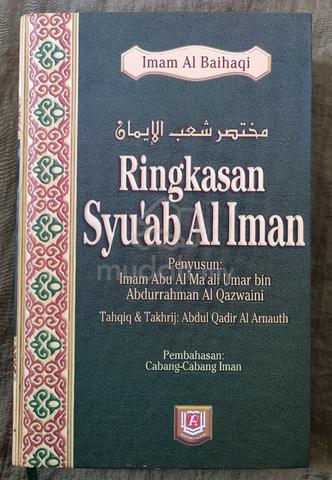 Imam Al Baihaqi
مختصر شعب الإيمان
Ringkasan
Syu'ab Al Iman
Penyusun:
Imam Abu Al Ma'ali Umar bin
Abdurrahman Al Qazwaini
Tahqiq & Takhrij: Abdul Qadir Al Arnauth
Pembahasan:
Cabang-Cabang Iman